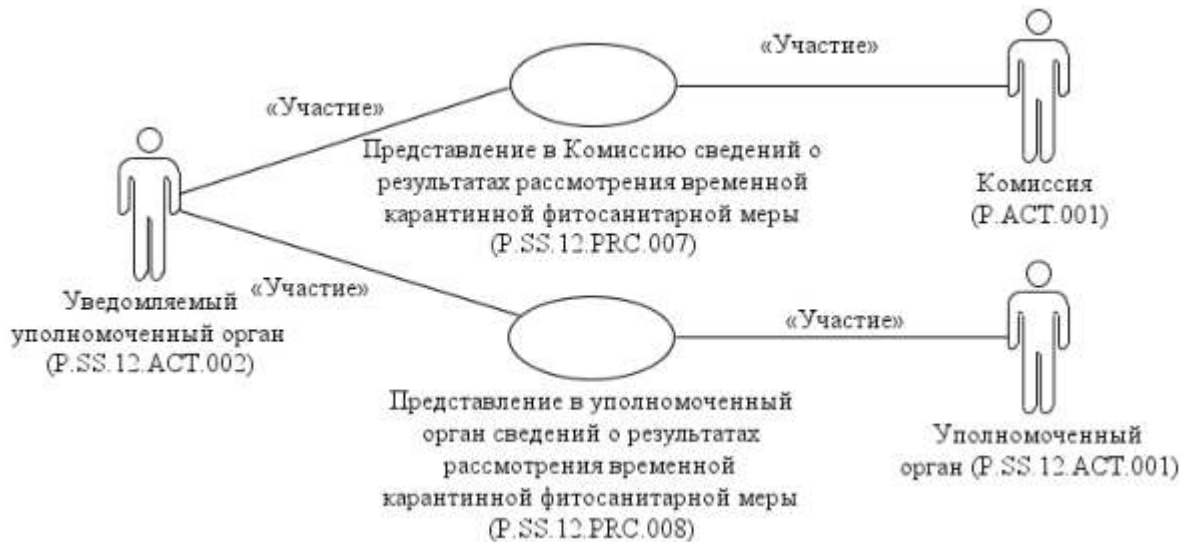 «Участие»
«Участие»
«Участие»
Представление в Комиссию сведений о
результатах рассмотрения временной
карантинной фитосанитарной меры
(P.SS.12.PRC.007)
Комиссия
(P.ACT.001)
Уведомляемый
уполномоченный орган
(P.SS.12.ACT.002)
«Участие»
«Участие»
Представление в уполномоченный
орган сведений о результатах
рассмотрения временной
карантинной фитосанитарной меры
(P.SS.12.PRC.008)
Уполномоченный
орган (P.SS.12.ACT.001)